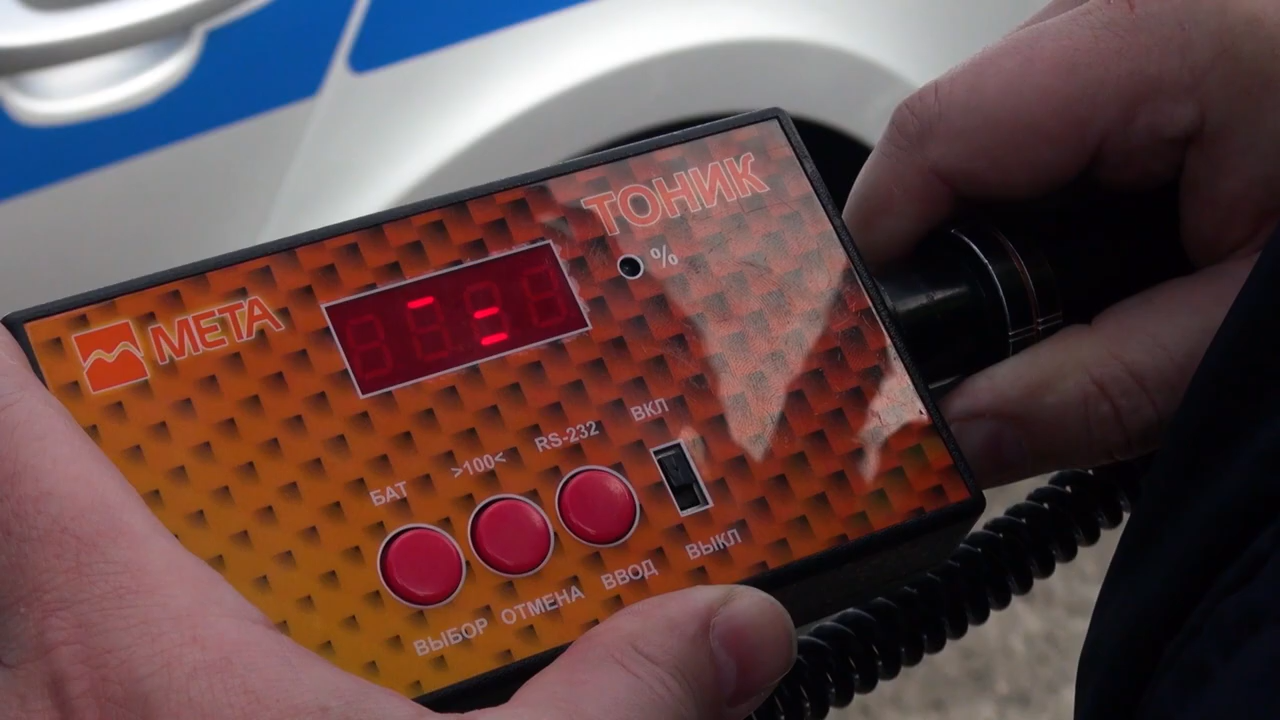 ТОНИК
%
МЕТА
ВКЛ
RS-232
>100<
БАТ
ВЫКЛ
ВВОД
ОТМЕНА
ВЫБОР